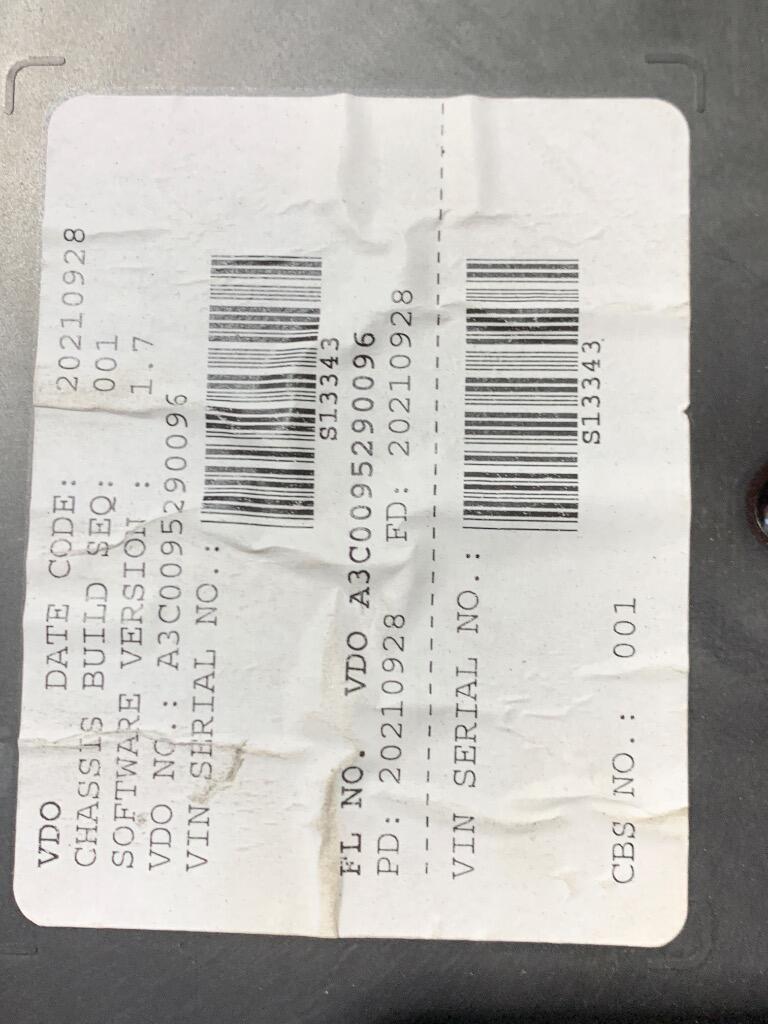 VDO DATE CODE: 20210928
CHASSIS BUILD SEQ: 001
SOFTWARE VERSION : 1.7
VDO NO.: A3C0095290096
VIN SERIAL NO.:
S13343
FL NO. VDO A3C0095290096
PD: 20210928 FD: 20210928
VIN SERIAL NO.:
S13343
CBS NO.: 001